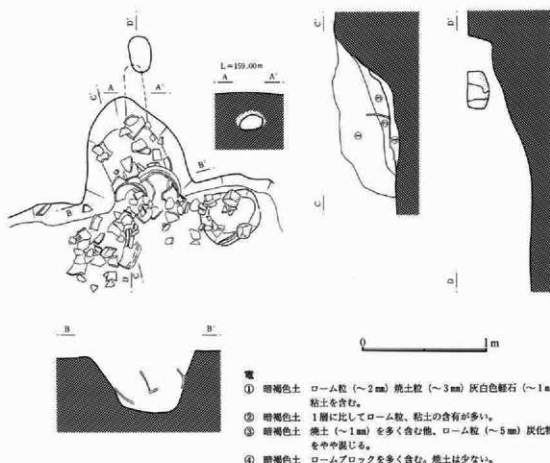 D′
C′
A A′
B′
B
D C
L=159.00m
A A′
C′
①
②
③
④
C
D′
D
B B′
0 1m
竈
① 暗褐色土 ローム粒(~2㎜)焼土粒(~3㎜)灰白色軽石(~1㎜
粘土を含む。
② 暗褐色土 1層に比してローム粒、粘土の含有が多い。
③ 暗褐色土 焼土(~1㎜)を多く含む他、ローム粒(~5㎜)炭化物
をやや混じる。
④ 暗褐色土 ロームブロックを多く含む。焼土は少ない。